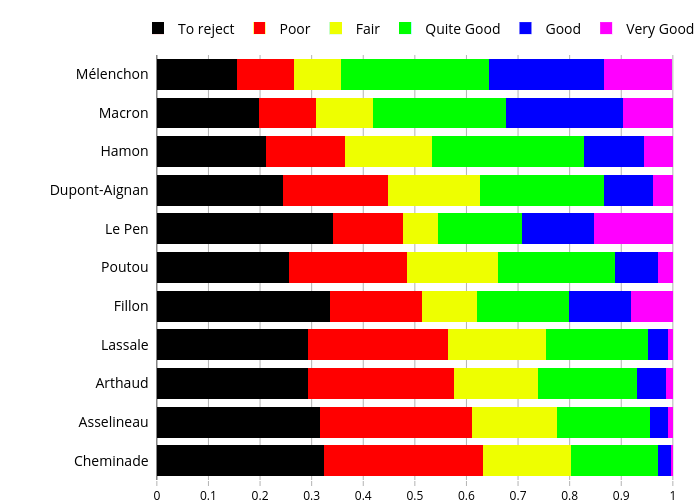 To reject Poor Fair Quite Good Good Very Good
Mélenchon
Macron
Hamon
Dupont-Aignan
Le Pen
Poutou
Fillon
Lassale
Arthaud
Asselineau
Cheminade
0 0.1 0.2 0.3 0.4 0.5 0.6 0.7 0.8 0.9 1